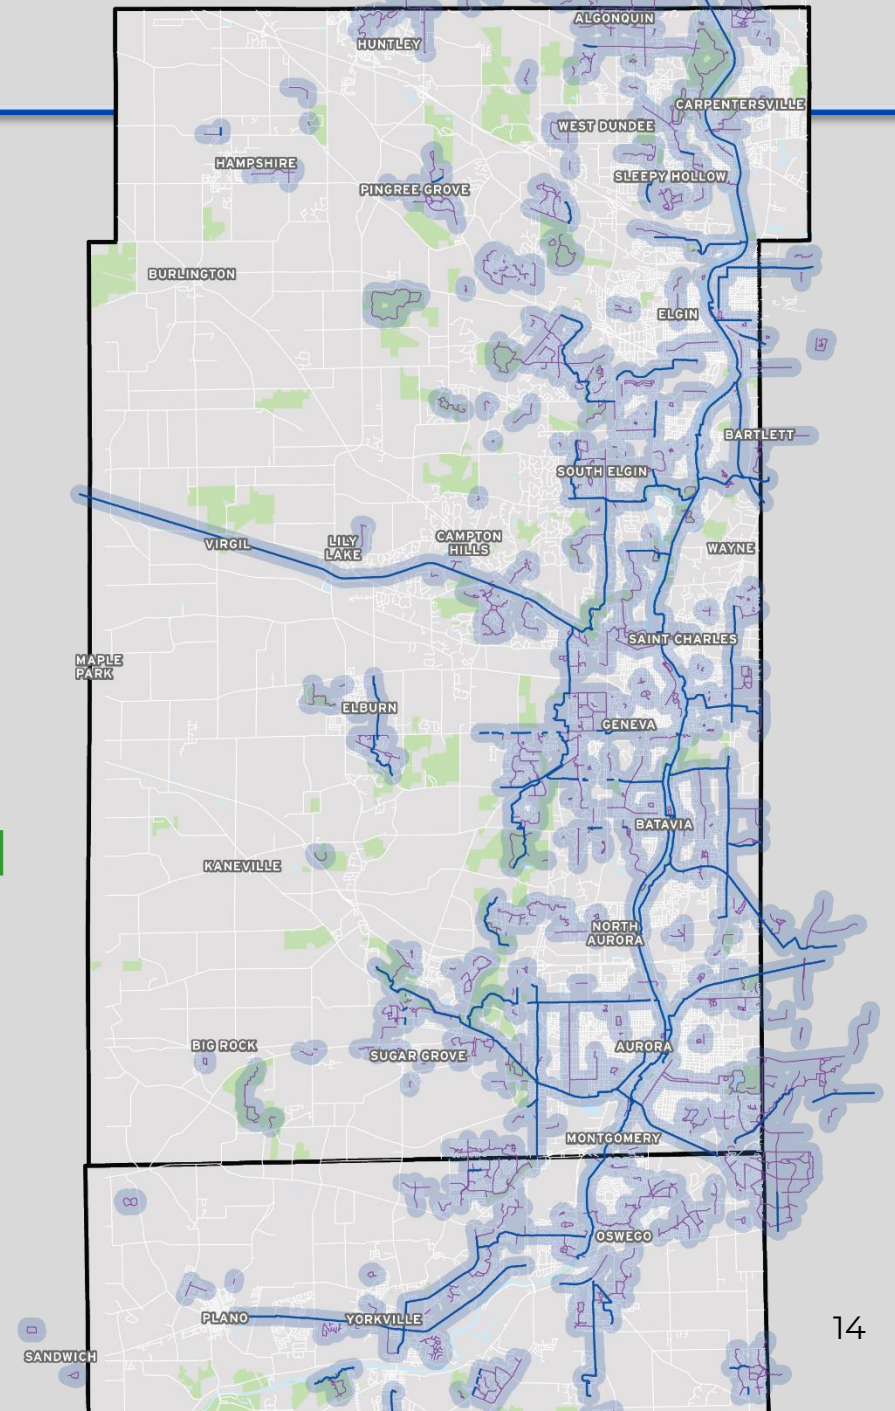 ALGONQUIN
HUNTLEY
CARPENTERSVILLE
WEST DUNDEE
HAMPSHIRE
SLEEPY HOLLOW
PINGREE GROVE
BURLINGTON
ELGIN
BARTLETT
SOUTH ELGIN
VIRGIL
LILY
LAKE
CAMPTON
HILLS
WAYNE
SAINT CHARLES
MAPLE
PARK
ELBURN
GENEVA
BATAVIA
KANEVILLE
NORTH
AURORA
BIG ROCK
SUGAR GROVE
AURORA
MONTGOMERY
OSWEGO
PLANO
YORKVILLE
14
SANDWICH